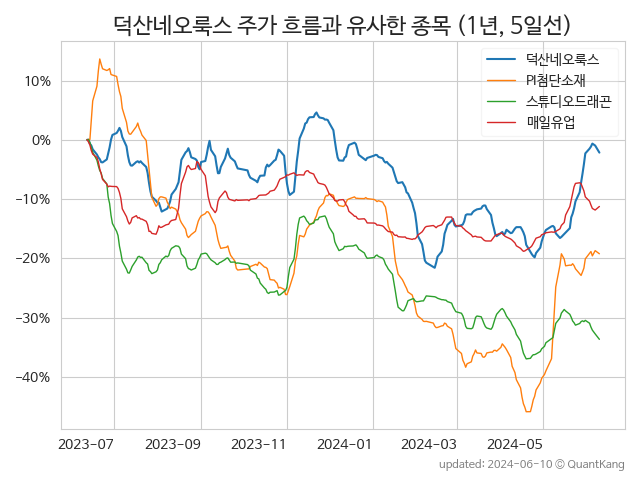 덕산네오룩스 주가 흐름과 유사한 종목 (1년, 5일선)
덕산네오룩스
PI첨단소재
스튜디오드래곤
매일유업
10%
0%
−10%
−20%
−30%
−40%
2023-07
2023-09
2023-11
2024-01
2024-03
2024-05
updated: 2024-06-10 © QuantKang